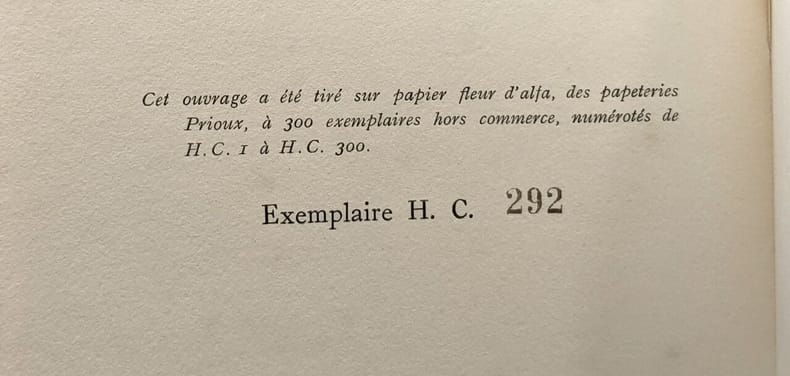 Cet ouvrage a été tiré sur papier fleur d'alfa, des papeteries
Prioux, à 300 exemplaires hors commerce, numérotés de
H.C. 1 à H.C. 300.
Exemplaire H. C. 292